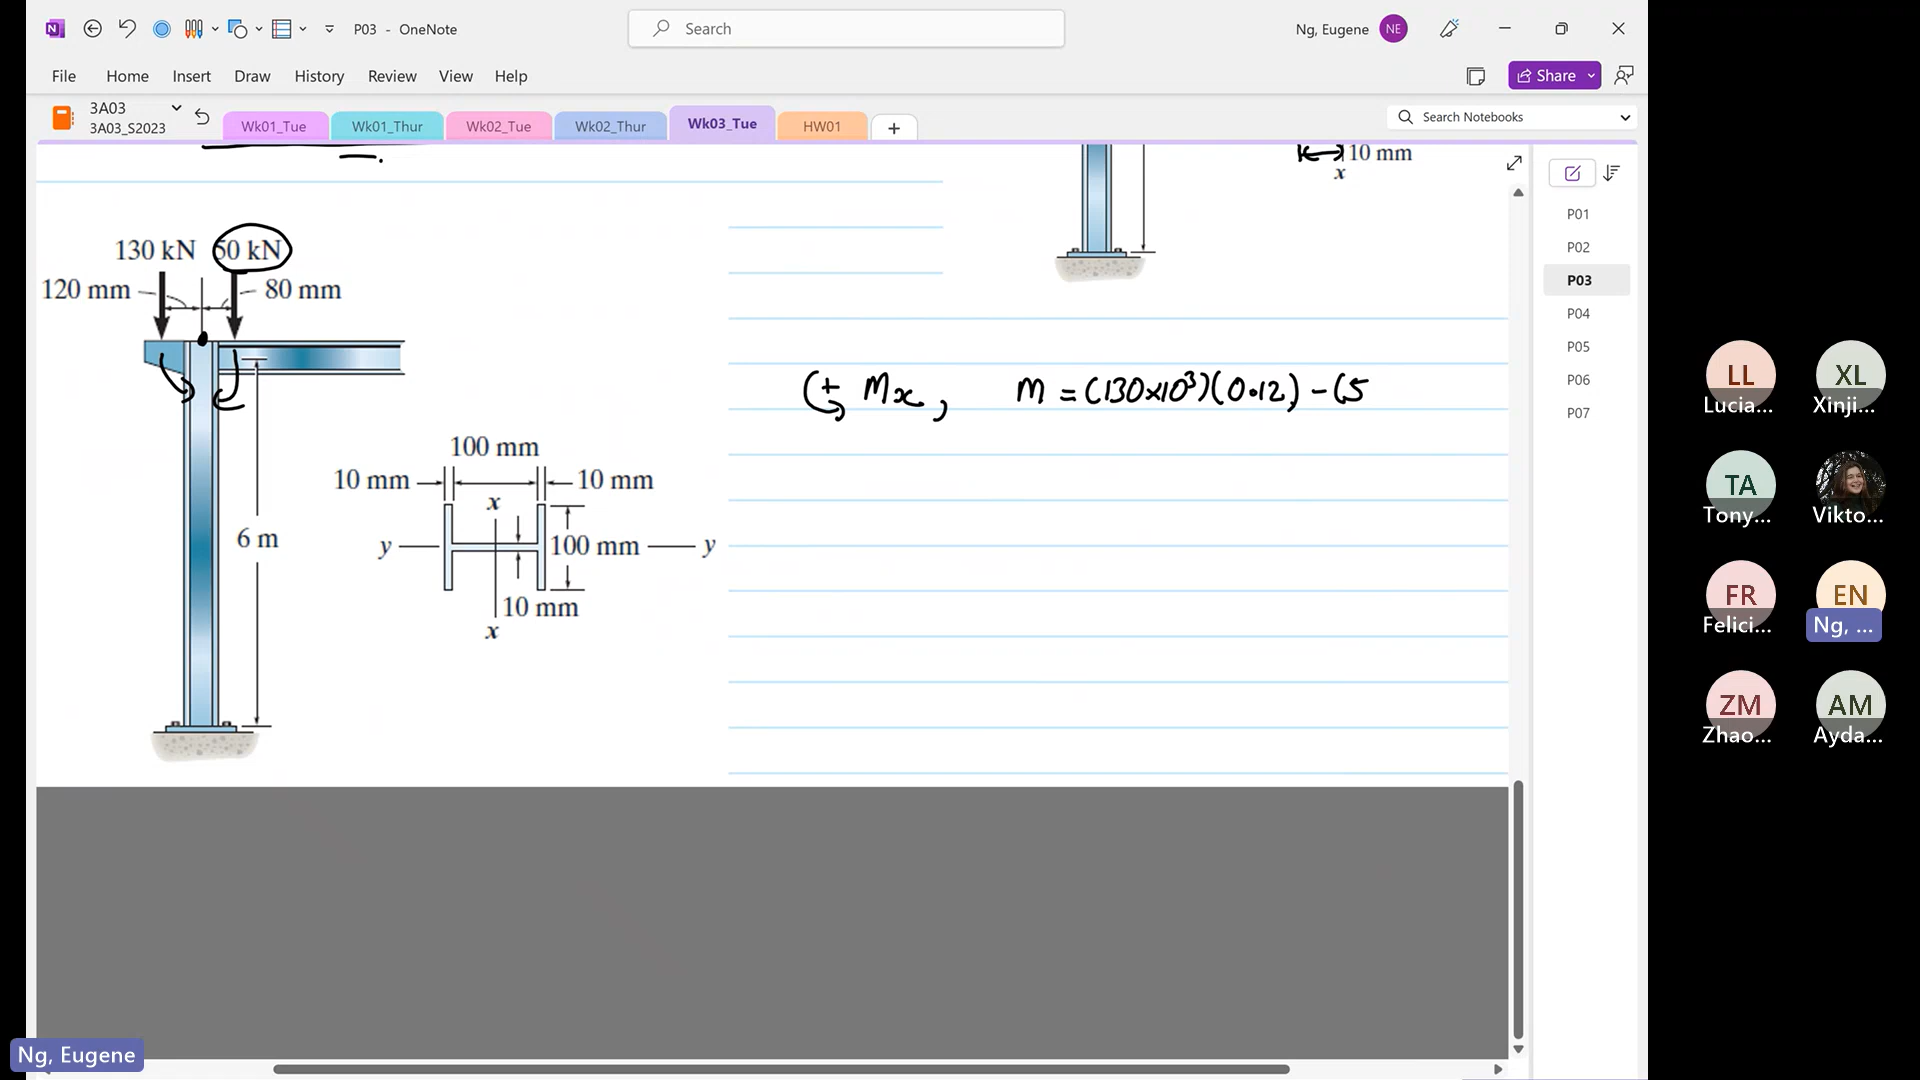 P03 - OneNote
Search
Ng, Eugene
NE
File
Home
Insert
Draw
History
Review
View
Help
Share
3A03
3A03_S2023
Wk01_Tue
Wk01_Thur
Wk02_Tue
Wk02_Thur
Wk03_Tue
HW01
+
Search Notebooks
10 mm
x
P01
P02
P03
P04
P05
P06
P07
130 kN
50 kN
120 mm
80 mm
6 m
100 mm
10 mm
10 mm
x
y
100 mm
y
10 mm
x
(+ Mx, M = (130×10³)(0.12) - (5
LL
Lucia...
XL
Xinji...
TA
Tony...
Vikto...
FR
Felici...
EN
Ng, ...
ZM
Zhao...
AM
Ayda...
Ng, Eugene